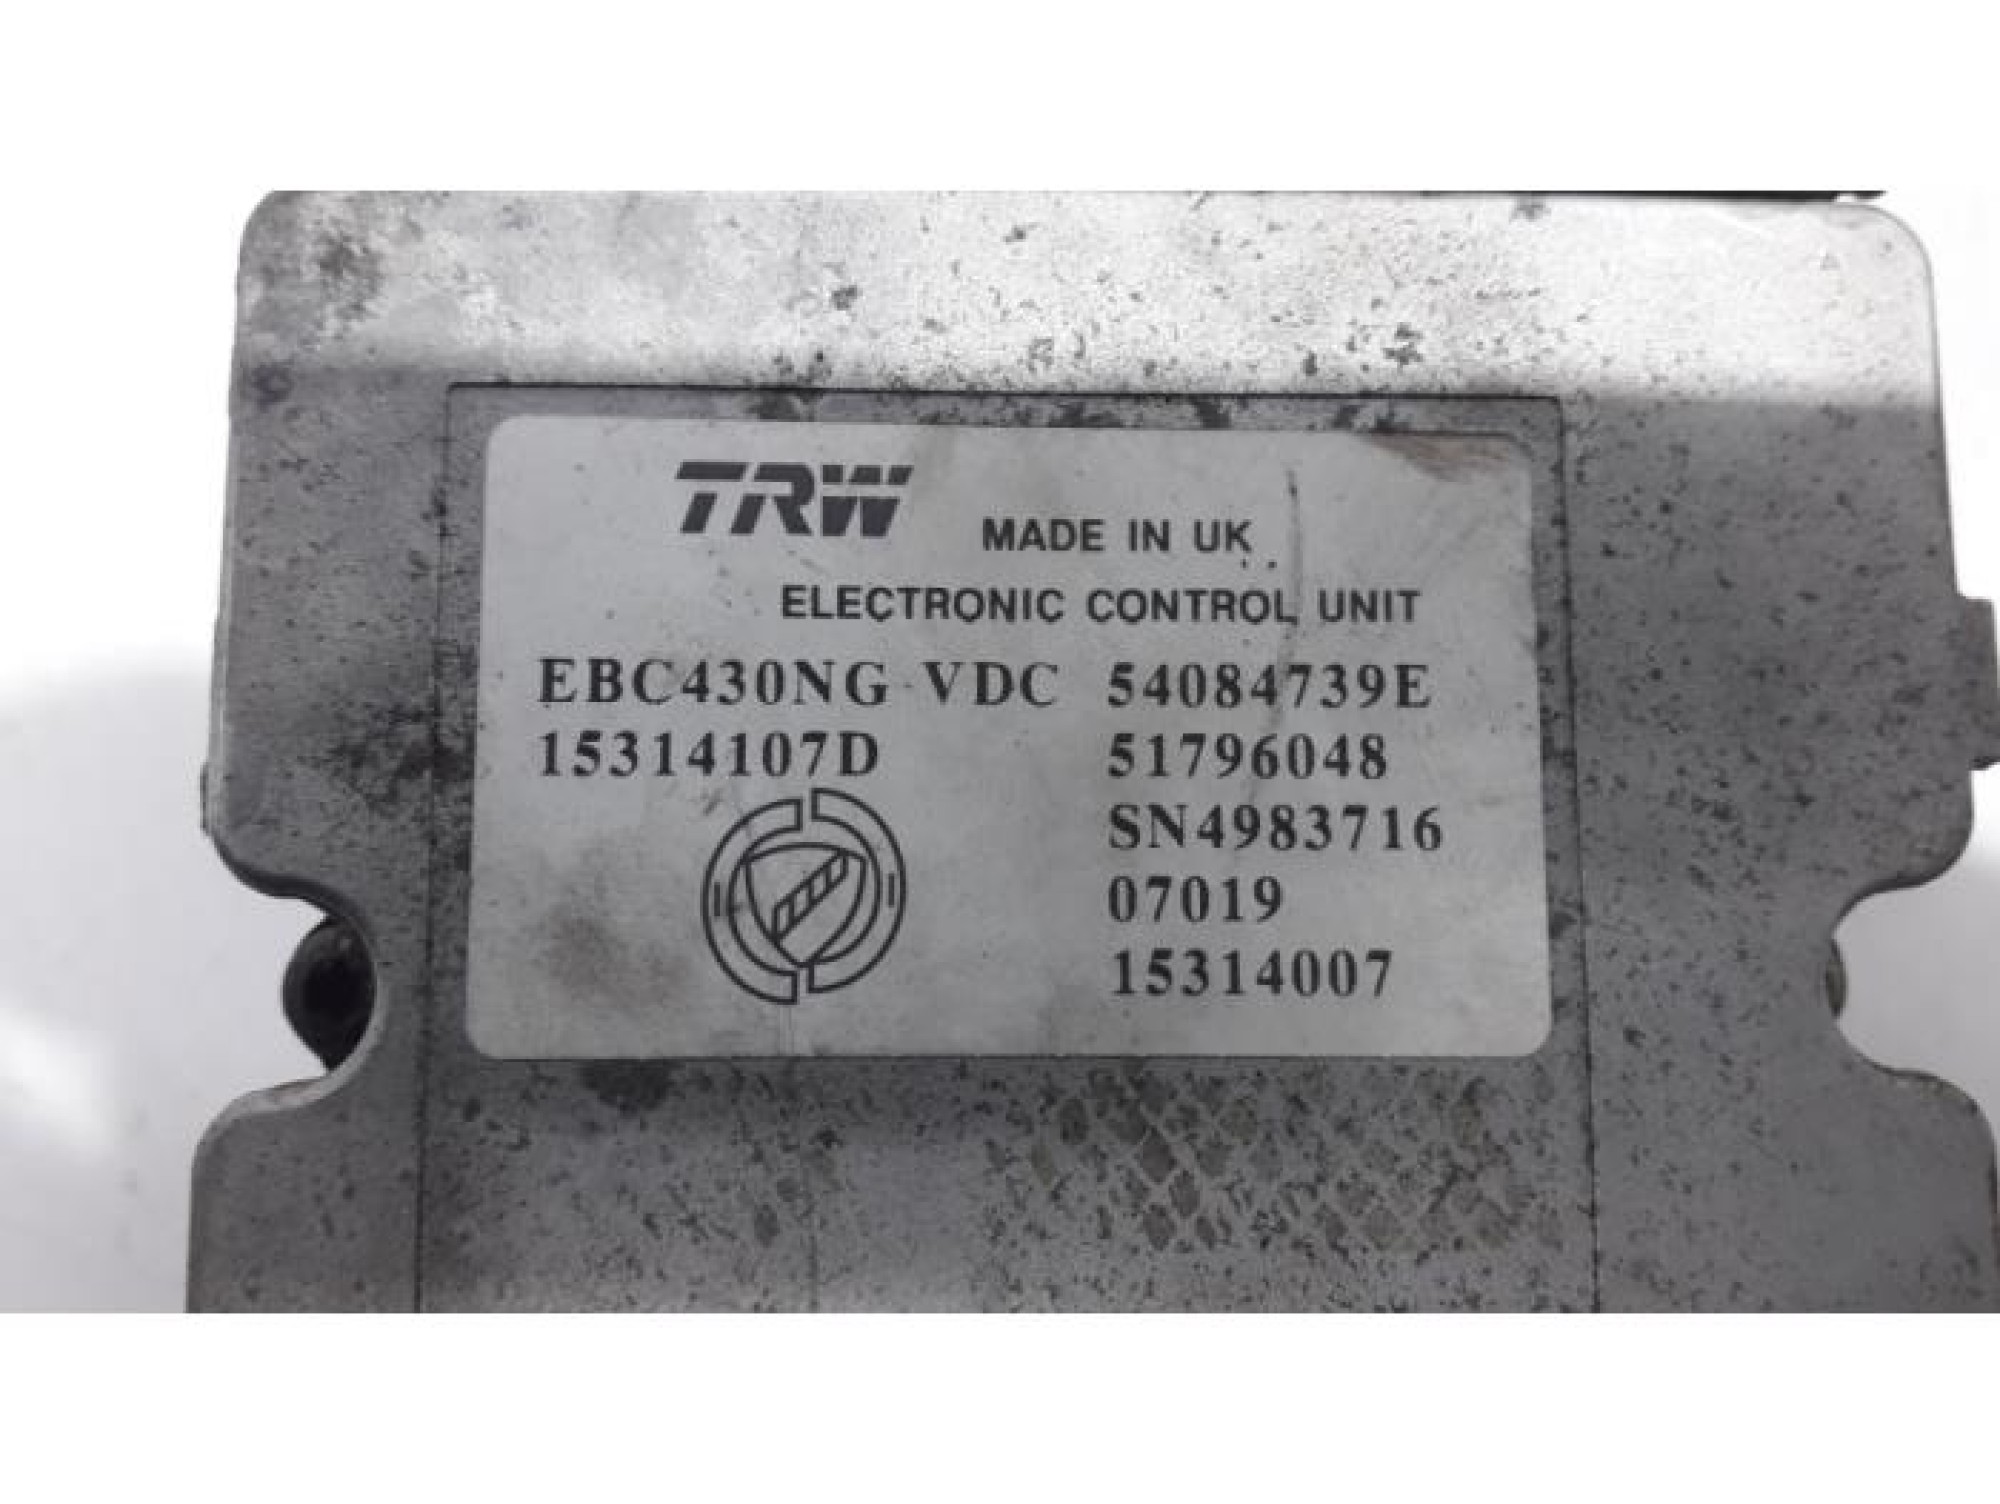 TRW MADE IN UK
ELECTRONIC CONTROL UNIT
EBC430NG VDC 54084739E
15314107D 51796048
SN4983716
07019
15314007